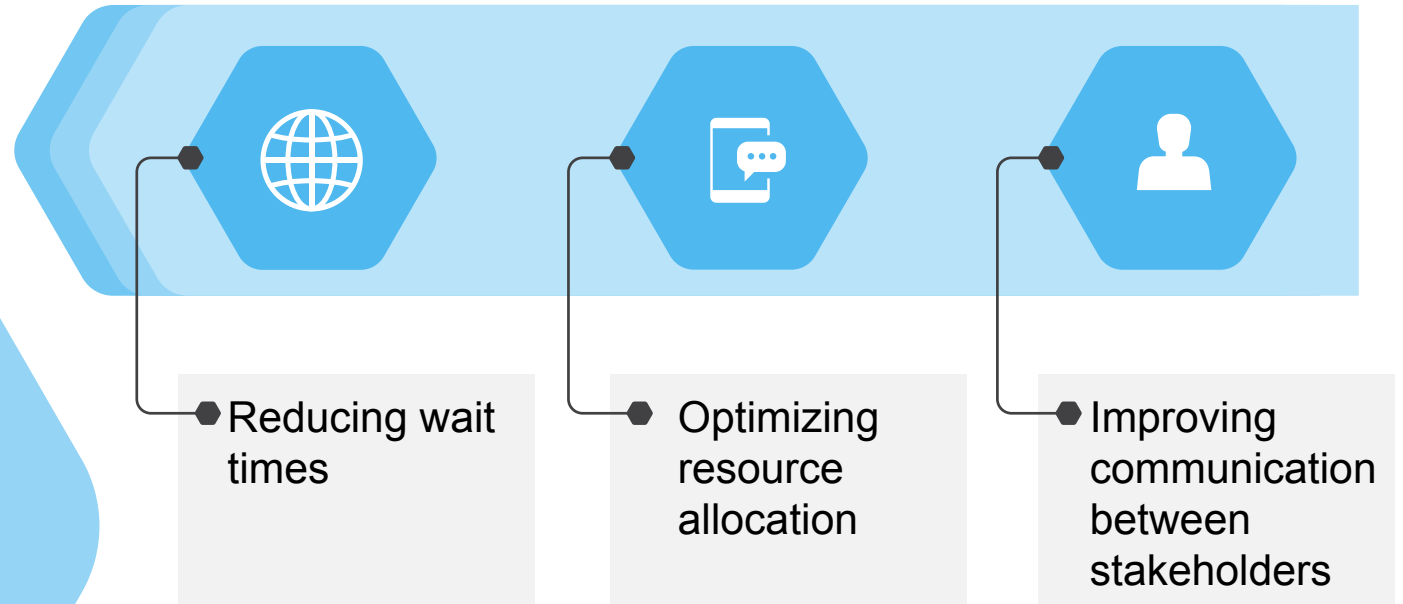 Reducing wait
times
Optimizing
resource
allocation
Improving
communication
between
stakeholders